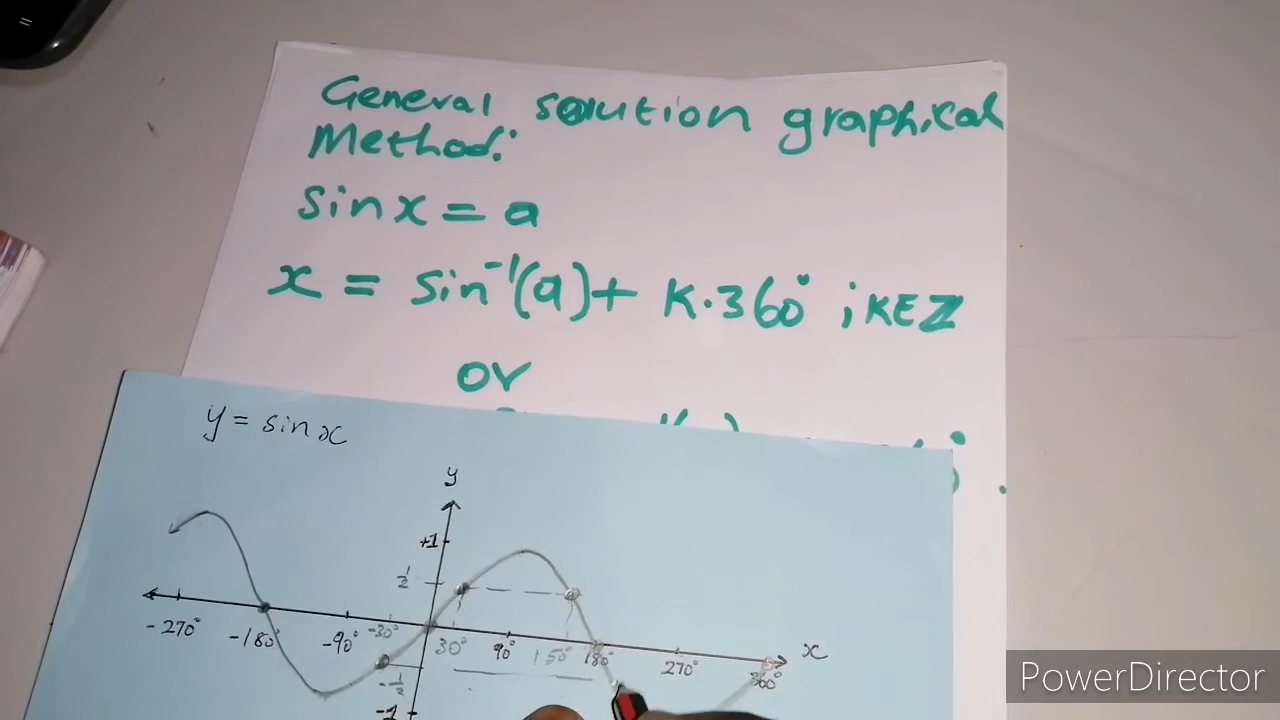 General solution graphical
Method:
sin x = a
x = sin⁻¹(a) + K·360° ; K∈ℤ
or
y = sin x
y
+1
1/2
-270° -180° -90° -30° 30° 90° 150° 180° 270° 360° x
-1/2
-1
PowerDirector